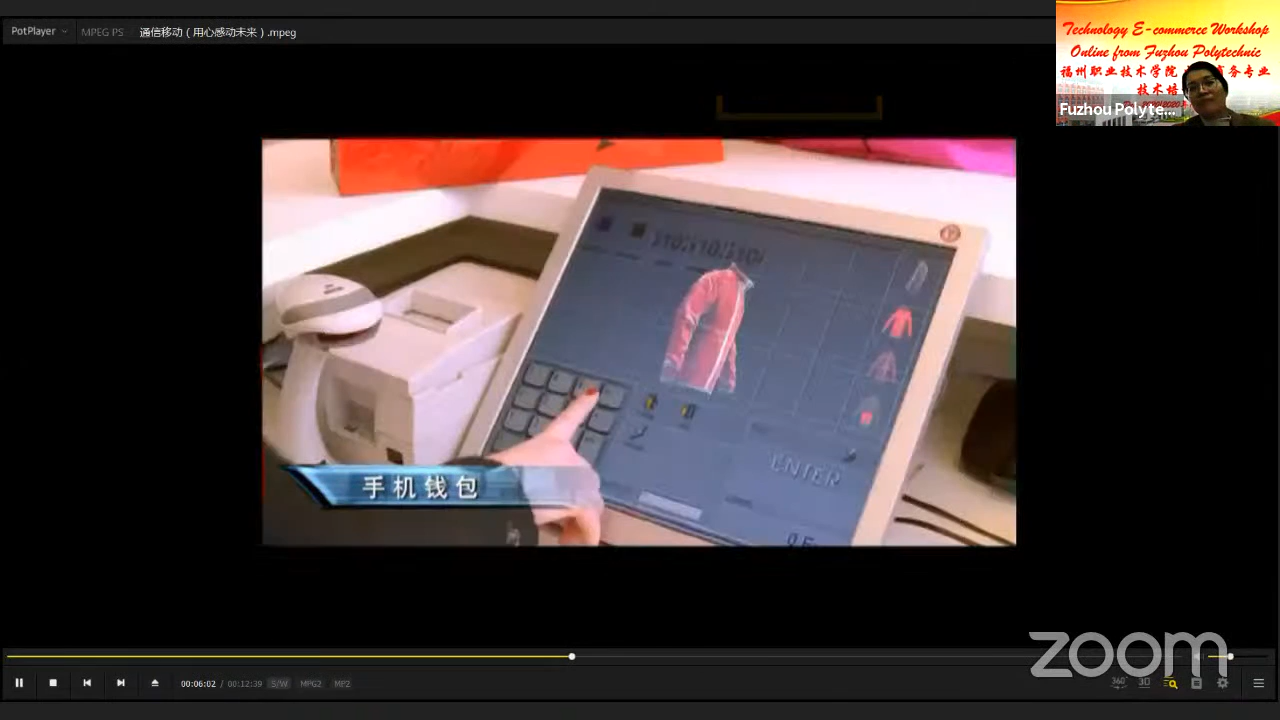 PotPlayer
MPEG PS
通信移动（用心感动未来）.mpeg
Technology E-commerce Workshop
Online from Fuzhou Polytechnic
福州职业技术学院
商务专业
技术培
Fuzhou Polyte...
ENTER
手机钱包
zoom
00:06:02 / 00:12:39 S/W MPG2 MP2
360° 3D